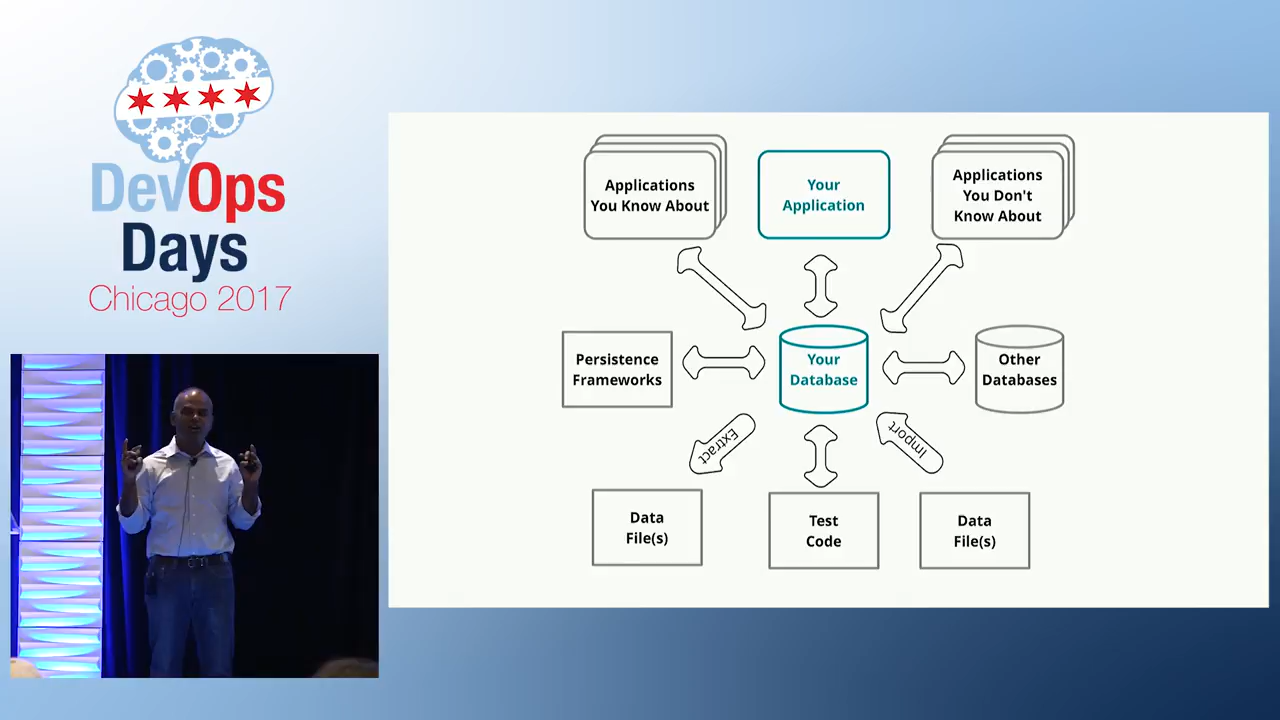 DevOps
Days
Chicago 2017
Applications
You Know About
Your
Application
Applications
You Don't
Know About
Persistence
Frameworks
Your
Database
Other
Databases
Extract
Import
Data
File(s)
Test
Code
Data
File(s)